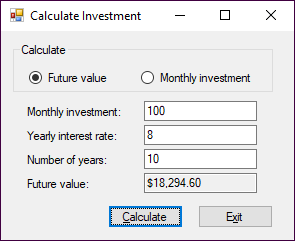 Calculate Investment
Calculate
Future value Monthly investment
Monthly investment: 100
Yearly interest rate: 8
Number of years: 10
Future value: $18,294.60
Calculate Exit